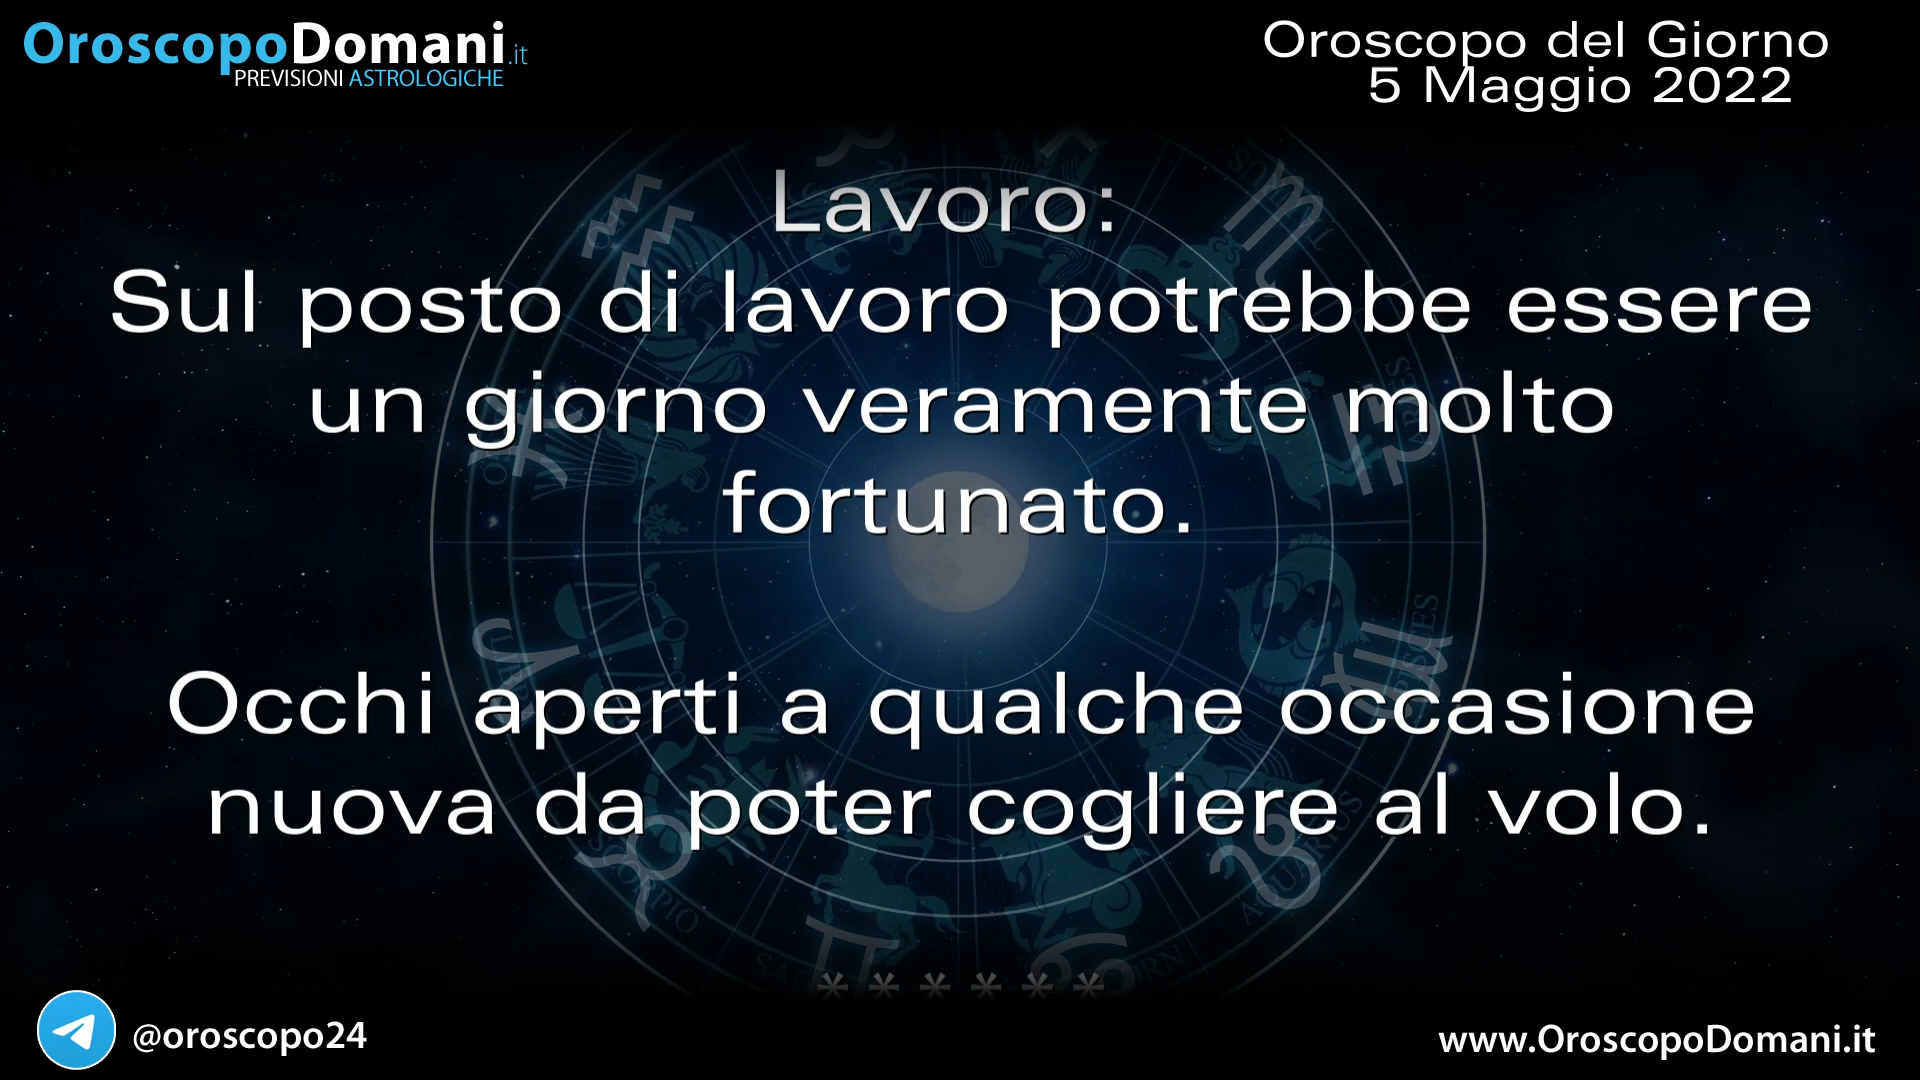 OroscopoDomani.it
PREVISIONI ASTROLOGICHE
Oroscopo del Giorno
5 Maggio 2022
Lavoro:
Sul posto di lavoro potrebbe essere
un giorno veramente molto
fortunato.
Occhi aperti a qualche occasione
nuova da poter cogliere al volo.
* * * * * *
@oroscopo24
www.OroscopoDomani.it